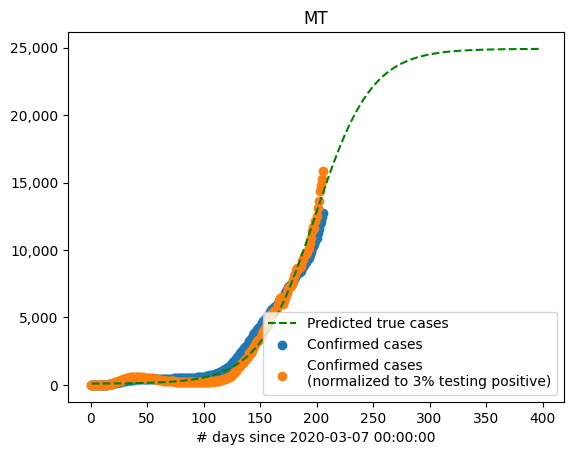 MT
25,000
20,000
15,000
10,000
5,000
0
Predicted true cases
Confirmed cases
Confirmed cases
(normalized to 3% testing positive)
0 50 100 150 200 250 300 350 400
# days since 2020-03-07 00:00:00